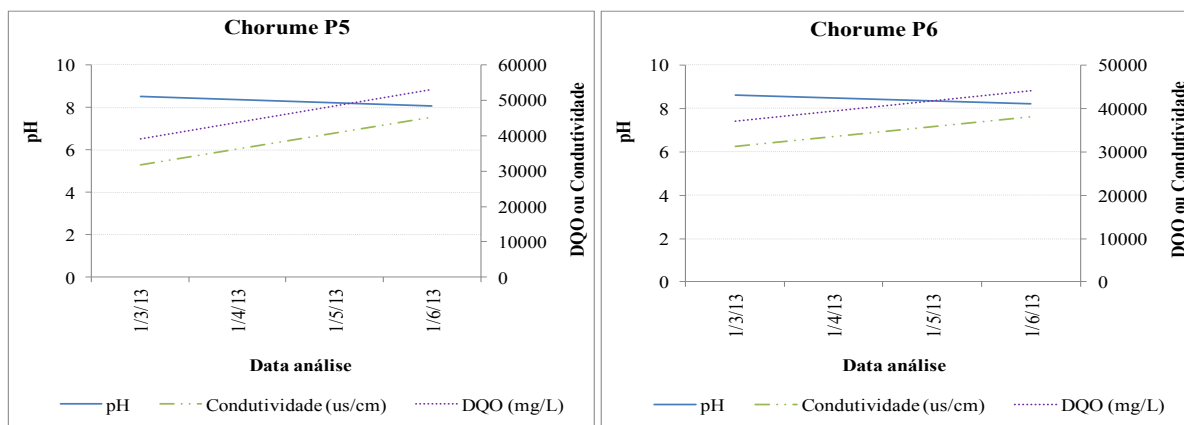 Chorume P5
10
8
6
4
2
0
pH
60000
50000
40000
30000
20000
10000
0
DQO ou Condutividade
1/3/13
1/4/13
1/5/13
1/6/13
Data análise
pH
Condutividade (us/cm)
DQO (mg/L)
Chorume P6
10
8
6
4
2
0
pH
50000
40000
30000
20000
10000
0
DQO ou Condutividade
1/3/13
1/4/13
1/5/13
1/6/13
Data análise
pH
Condutividade (us/cm)
DQO (mg/L)